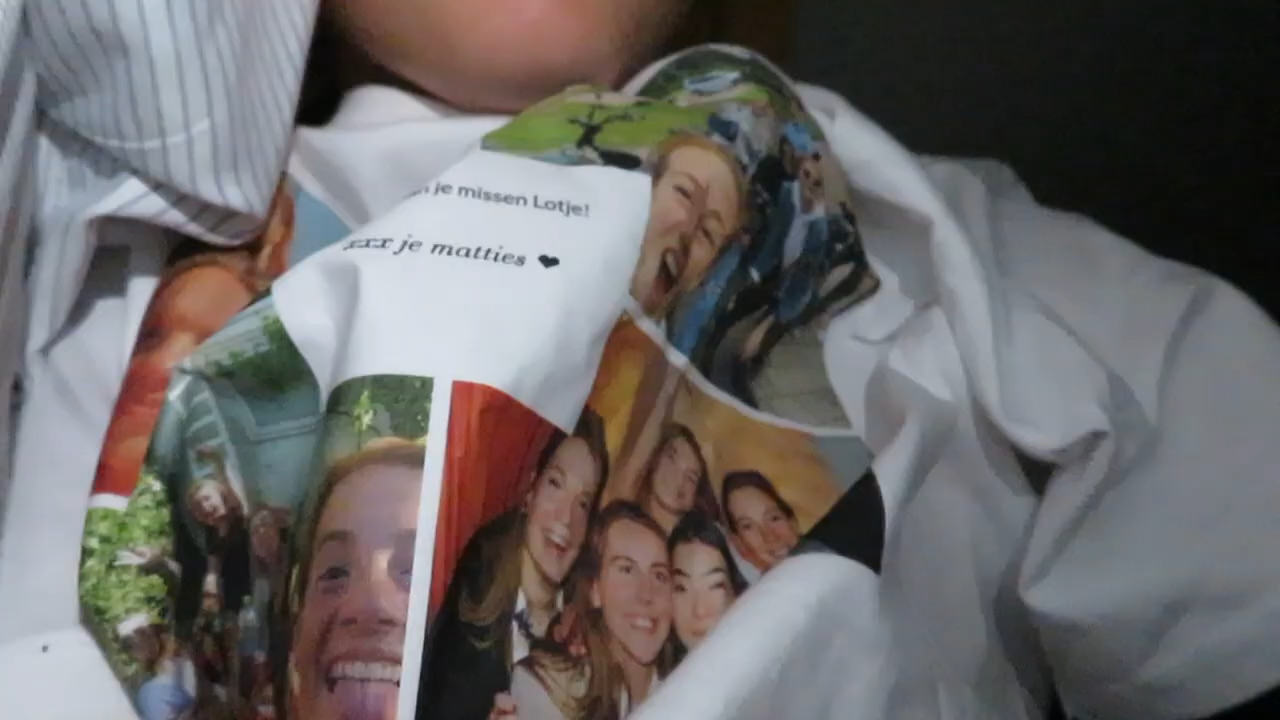 je missen Lotje!
xxx je matties ❤